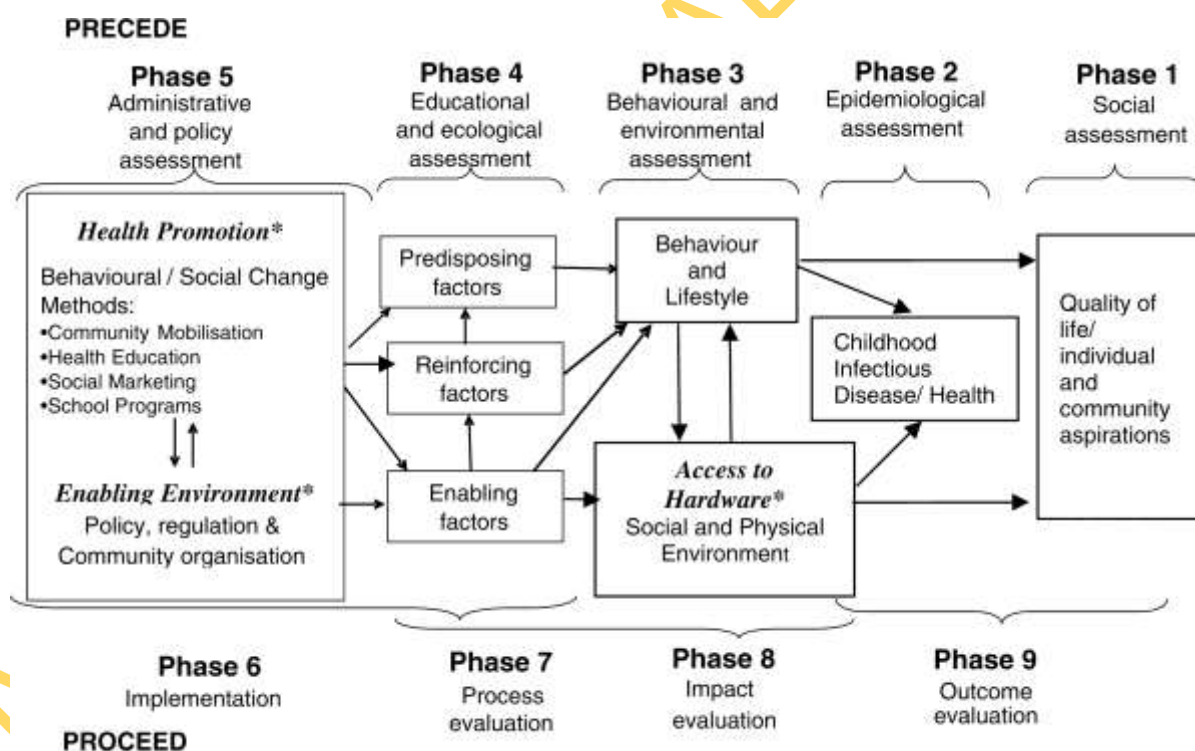 PRECEDE
Phase 5
Administrative
and policy
assessment
Phase 4
Educational
and ecological
assessment
Phase 3
Behavioural and
environmental
assessment
Phase 2
Epidemiological
assessment
Phase 1
Social
assessment
Health Promotion*
Behavioural / Social Change
Methods:
•Community Mobilisation
•Health Education
•Social Marketing
•School Programs
Enabling Environment*
Policy, regulation &
Community organisation
Predisposing
factors
Reinforcing
factors
Enabling
factors
Behaviour
and
Lifestyle
Access to
Hardware*
Social and Physical
Environment
Childhood
Infectious
Disease/ Health
Quality of
life/
individual
and
community
aspirations
Phase 6
Implementation
Phase 7
Process
evaluation
Phase 8
Impact
evaluation
Phase 9
Outcome
evaluation
PROCEED